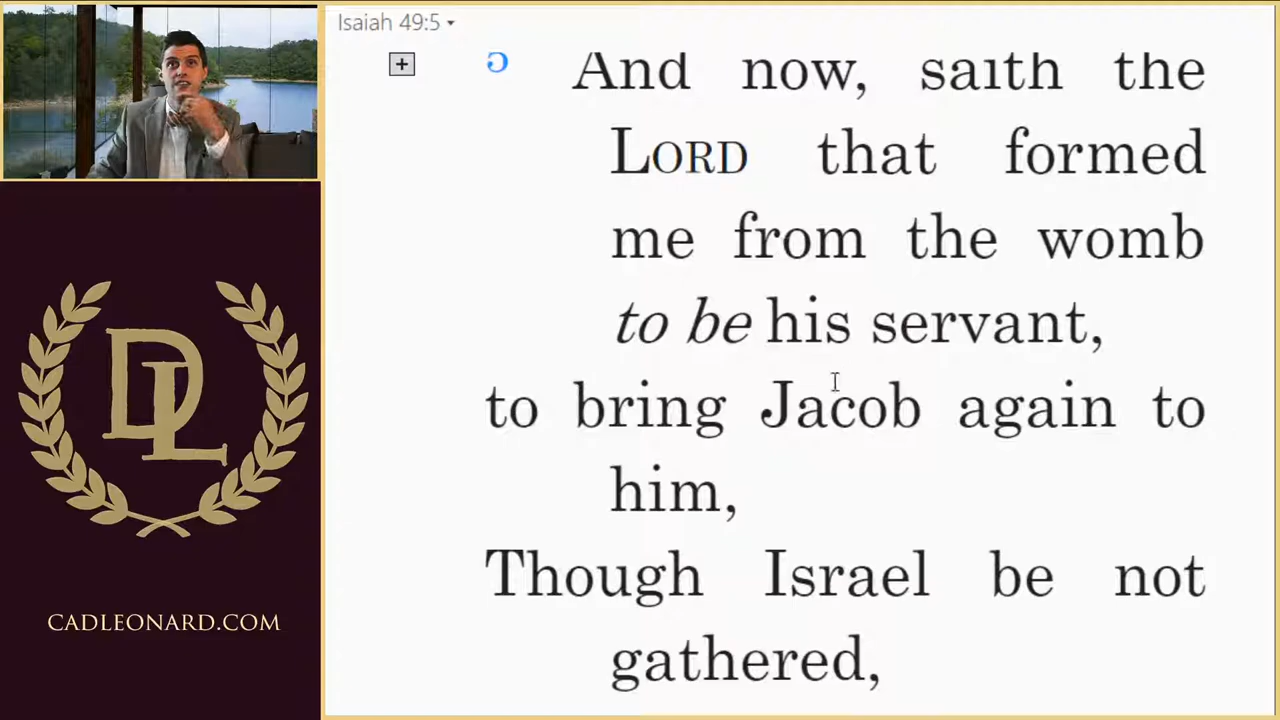 Isaiah 49:5
And now, saith the
LORD that formed
me from the womb
to be his servant,
to bring Jacob again to
him,
Though Israel be not
gathered,
DL
CADLEONARD.COM